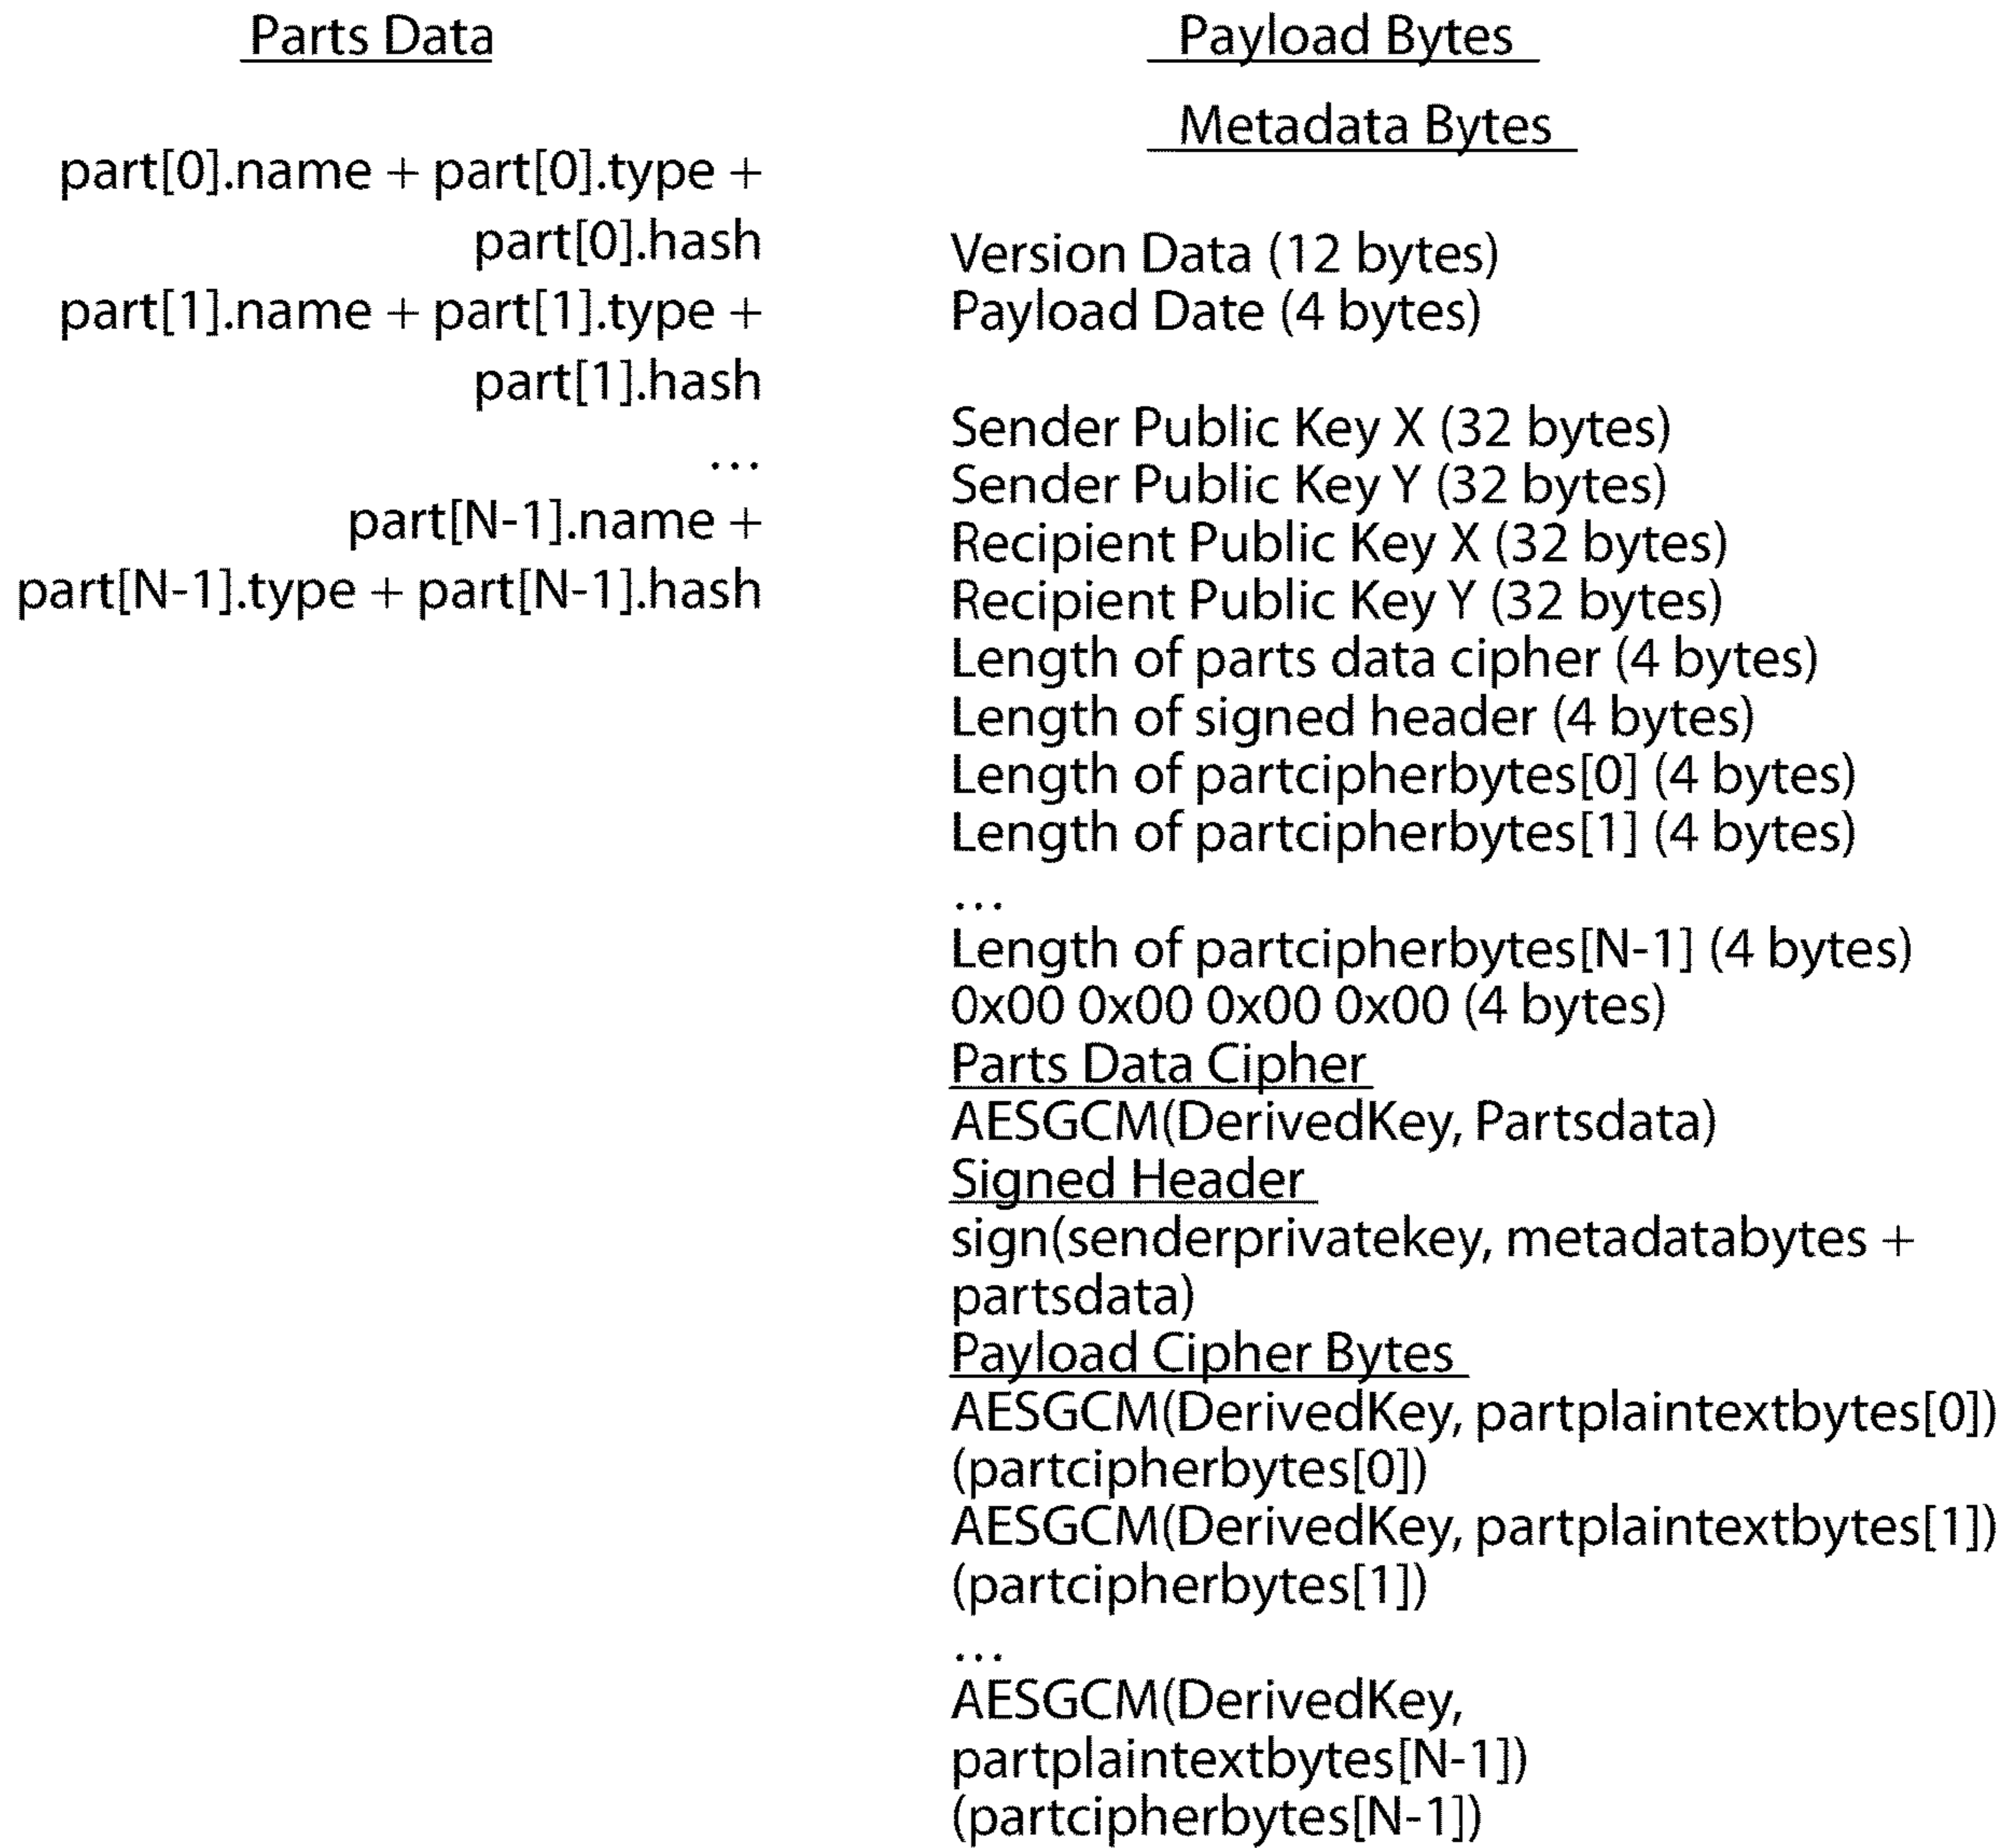 Parts Data
part[0].name + part[0].type +
part[0].hash
part[1].name + part[1].type +
part[1].hash
...
part[N-1].name +
part[N-1].type + part[N-1].hash
Payload Bytes
Metadata Bytes
Version Data (12 bytes)
Payload Date (4 bytes)
Sender Public Key X (32 bytes)
Sender Public Key Y (32 bytes)
Recipient Public Key X (32 bytes)
Recipient Public Key Y (32 bytes)
Length of parts data cipher (4 bytes)
Length of signed header (4 bytes)
Length of partcipherbytes[0] (4 bytes)
Length of partcipherbytes[1] (4 bytes)
...
Length of partcipherbytes[N-1] (4 bytes)
0x00 0x00 0x00 0x00 (4 bytes)
Parts Data Cipher
AESGCM(DerivedKey, Partsdata)
Signed Header
sign(senderprivatekey, metadatabytes +
partsdata)
Payload Cipher Bytes
AESGCM(DerivedKey, partplaintextbytes[0])
(partcipherbytes[0])
AESGCM(DerivedKey, partplaintextbytes[1])
(partcipherbytes[1])
...
AESGCM(DerivedKey,
partplaintextbytes[N-1])
(partcipherbytes[N-1])